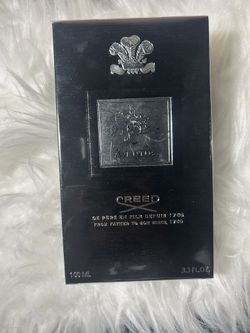 AVENTUS
CREED
DE PÈRE EN FILS DEPUIS 1760
FROM FATHER TO SON SINCE 1760
100 ML
3.3 FL.OZ